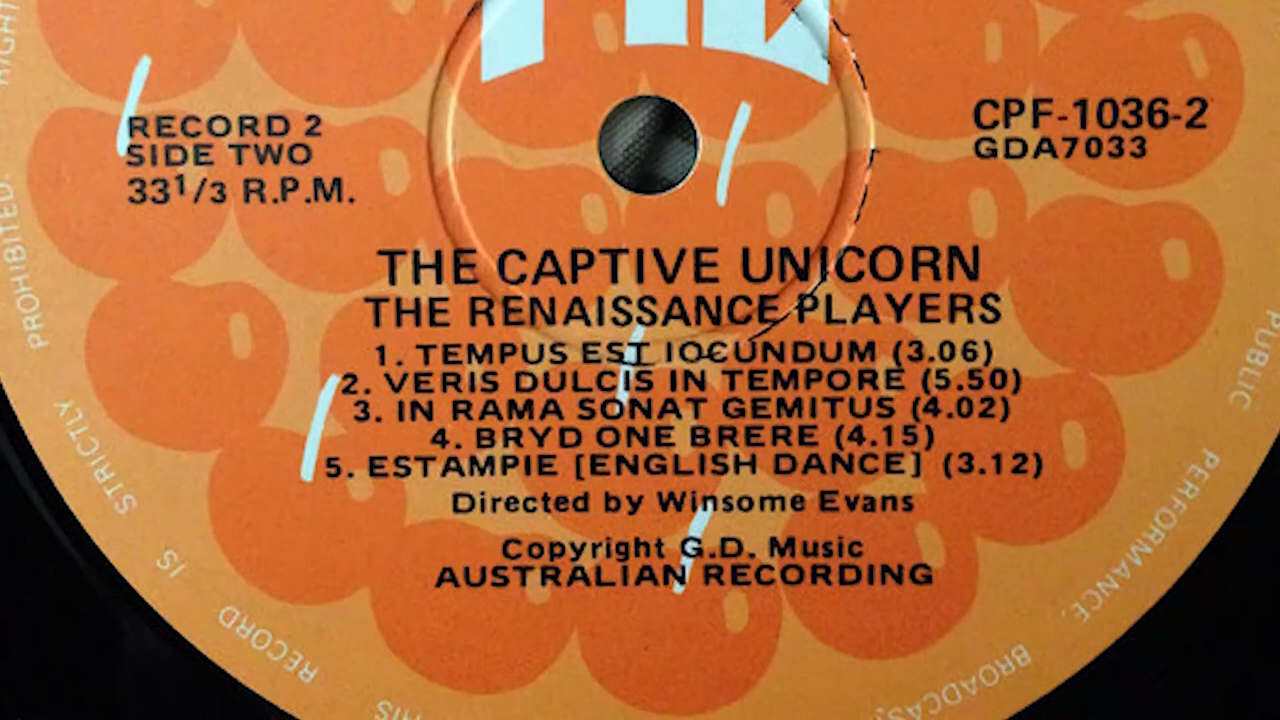 RECORD 2
SIDE TWO
33 1/3 R.P.M.
CPF-1036-2
GDA7033
THE CAPTIVE UNICORN
THE RENAISSANCE PLAYERS
1. TEMPUS EST IOCUNDUM (3.06)
2. VERIS DULCIS IN TEMPORE (5.50)
3. IN RAMA SONAT GEMITUS (4.02)
4. BRYD ONE BRERE (4.15)
5. ESTAMPIE [ENGLISH DANCE] (3.12)
Directed by Winsome Evans
Copyright G.D. Music
AUSTRALIAN RECORDING
PUBLIC PERFORMANCE, RECORD IS STRICTLY PROHIBITED.